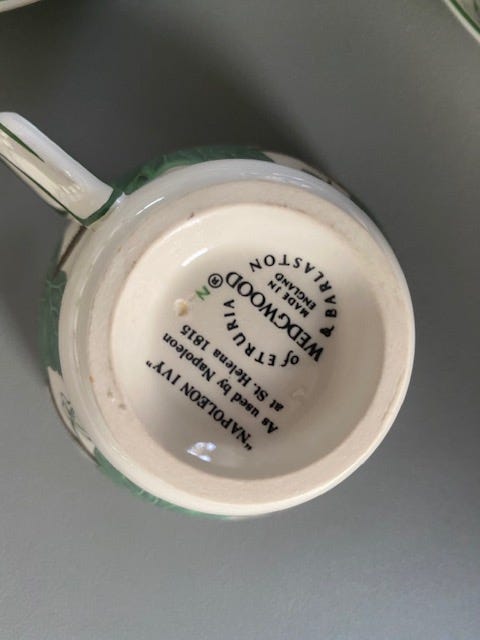 of ETRURIA & BARLASTON
WEDGWOOD®
MADE IN
ENGLAND
"NAPOLEON IVY"
As used by Napoleon
at St. Helena 1815
N